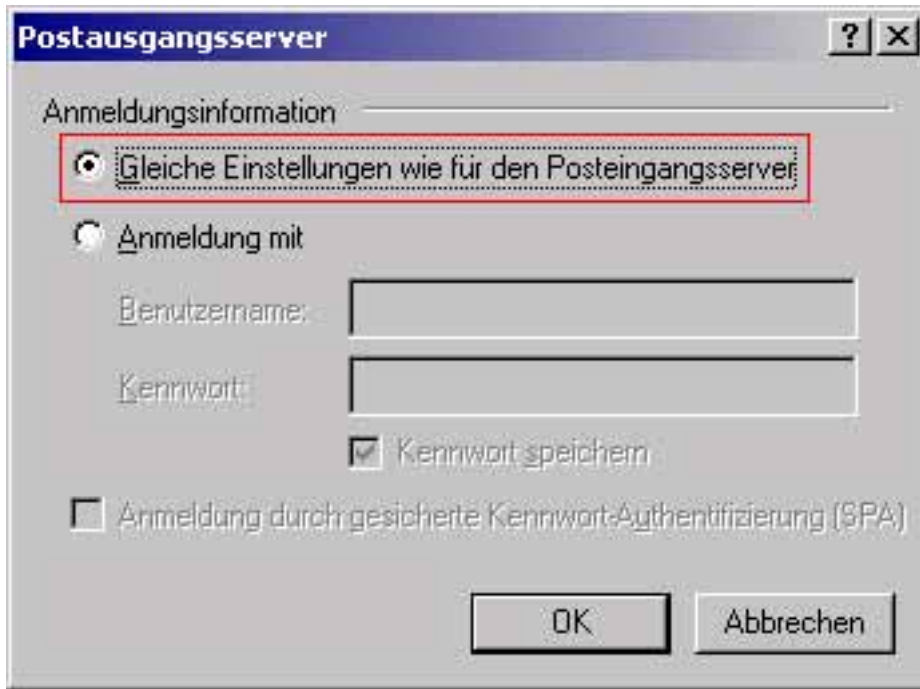 Postausgangsserver
Anmeldungsinformation
Gleiche Einstellungen wie für den Posteingangsserver
Anmeldung mit
Benutzername:
Kennwort:
Kennwort speichern
Anmeldung durch gesicherte Kennwort-Authentifizierung (SPA)
OK Abbrechen